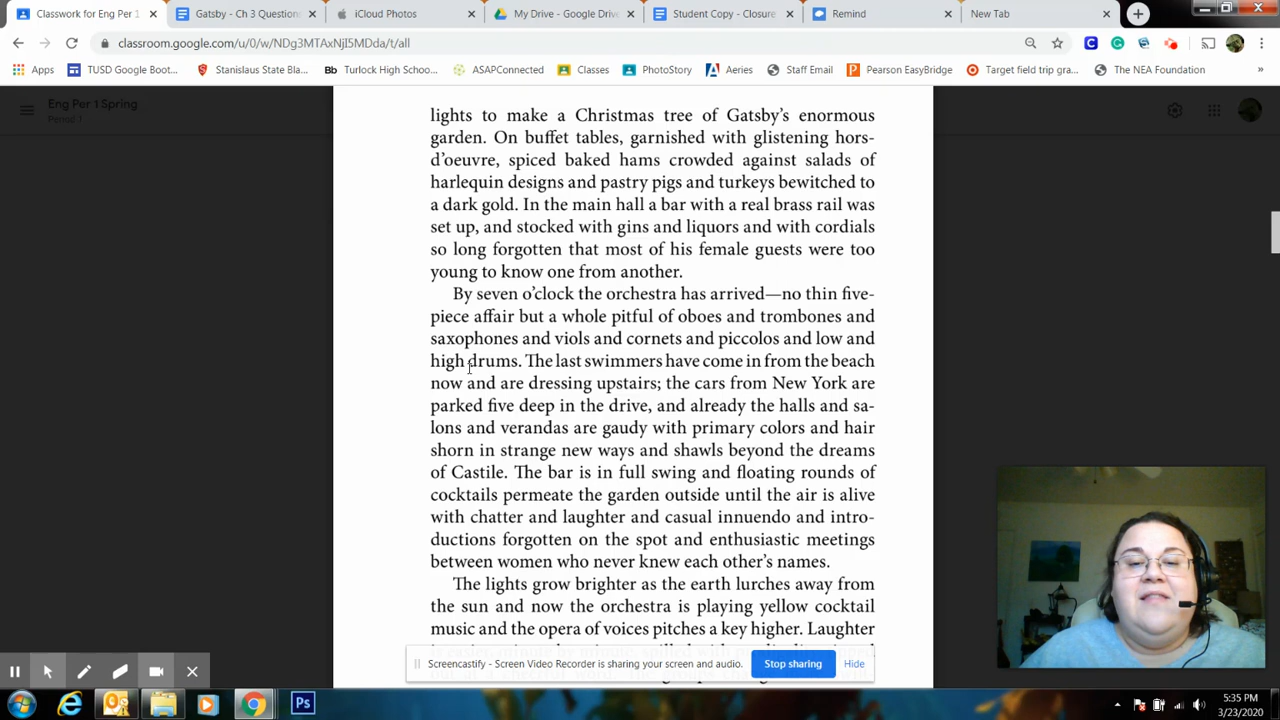 Classwork for Eng Per 1
Gatsby - Ch 3 Question
iCloud Photos
My Drive - Google Driv
Student Copy - Closure
Remind
New Tab
classroom.google.com/u/0/w/NDg3MTAxNjI5MDda/t/all
Apps
TUSD Google Boot...
Stanislaus State Bla...
Bb Turlock High Schoo...
ASAPConnected
Classes
PhotoStory
Aeries
Staff Email
Pearson EasyBridge
Target field trip gra...
The NEA Foundation
»
Eng Per 1 Spring
Period 1
lights to make a Christmas tree of Gatsby's enormous
garden. On buffet tables, garnished with glistening hors-
d'oeuvre, spiced baked hams crowded against salads of
harlequin designs and pastry pigs and turkeys bewitched to
a dark gold. In the main hall a bar with a real brass rail was
set up, and stocked with gins and liquors and with cordials
so long forgotten that most of his female guests were too
young to know one from another.
By seven o'clock the orchestra has arrived—no thin five-
piece affair but a whole pitful of oboes and trombones and
saxophones and viols and cornets and piccolos and low and
high drums. The last swimmers have come in from the beach
now and are dressing upstairs; the cars from New York are
parked five deep in the drive, and already the halls and sa-
lons and verandas are gaudy with primary colors and hair
shorn in strange new ways and shawls beyond the dreams
of Castile. The bar is in full swing and floating rounds of
cocktails permeate the garden outside until the air is alive
with chatter and laughter and casual innuendo and intro-
ductions forgotten on the spot and enthusiastic meetings
between women who never knew each other's names.
The lights grow brighter as the earth lurches away from
the sun and now the orchestra is playing yellow cocktail
music and the opera of voices pitches a key higher. Laughter
Screencastify - Screen Video Recorder is sharing your screen and audio.
Stop sharing
Hide
Ps
5:35 PM
3/23/2020